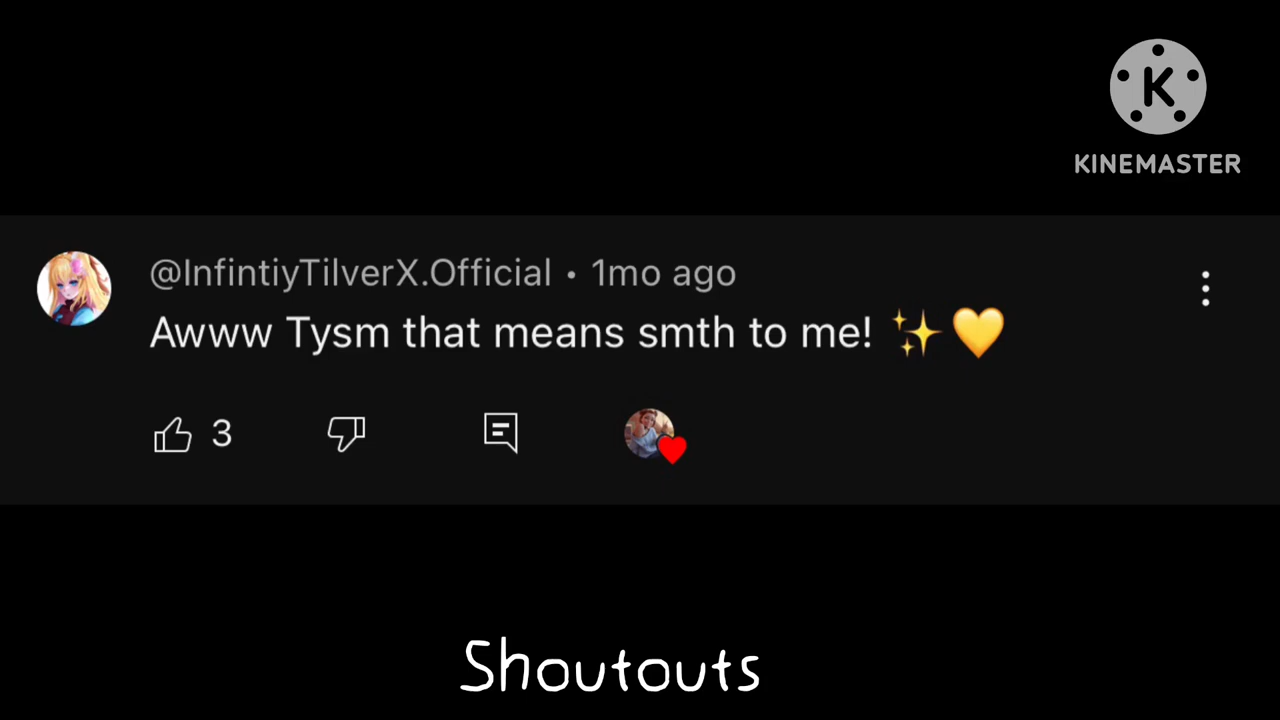 K
KINEMASTER
@InfintiyTilverX.Official • 1mo ago
Awww Tysm that means smth to me! ✨💛
3
Shoutouts